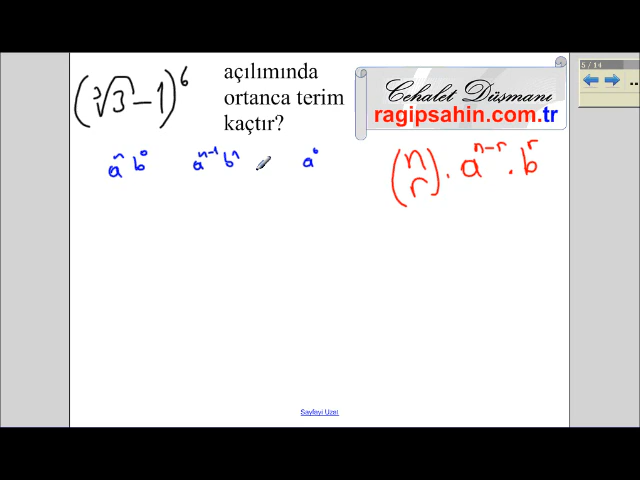 (∛3 − 1)⁶
açılımında
ortanca terim
kaçtır?
Cehalet Düşmanı
ragipsahin.com.tr
5 / 14
aⁿ b⁰ aⁿ⁻¹ b¹ a⁰
(n r) . aⁿ⁻ʳ . bʳ
Sayfayı Uzat